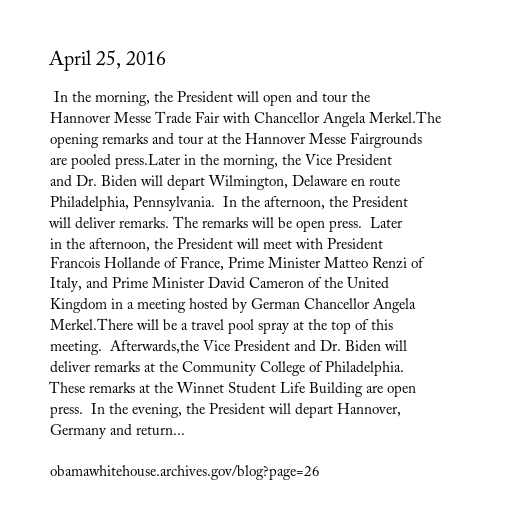 April 25, 2016
In the morning, the President will open and tour the
Hannover Messe Trade Fair with Chancellor Angela Merkel.The
opening remarks and tour at the Hannover Messe Fairgrounds
are pooled press.Later in the morning, the Vice President
and Dr. Biden will depart Wilmington, Delaware en route
Philadelphia, Pennsylvania.  In the afternoon, the President
will deliver remarks. The remarks will be open press.  Later
in the afternoon, the President will meet with President
Francois Hollande of France, Prime Minister Matteo Renzi of
Italy, and Prime Minister David Cameron of the United
Kingdom in a meeting hosted by German Chancellor Angela
Merkel.There will be a travel pool spray at the top of this
meeting.  Afterwards,the Vice President and Dr. Biden will
deliver remarks at the Community College of Philadelphia.
These remarks at the Winnet Student Life Building are open
press.  In the evening, the President will depart Hannover,
Germany and return...
obamawhitehouse.archives.gov/blog?page=26